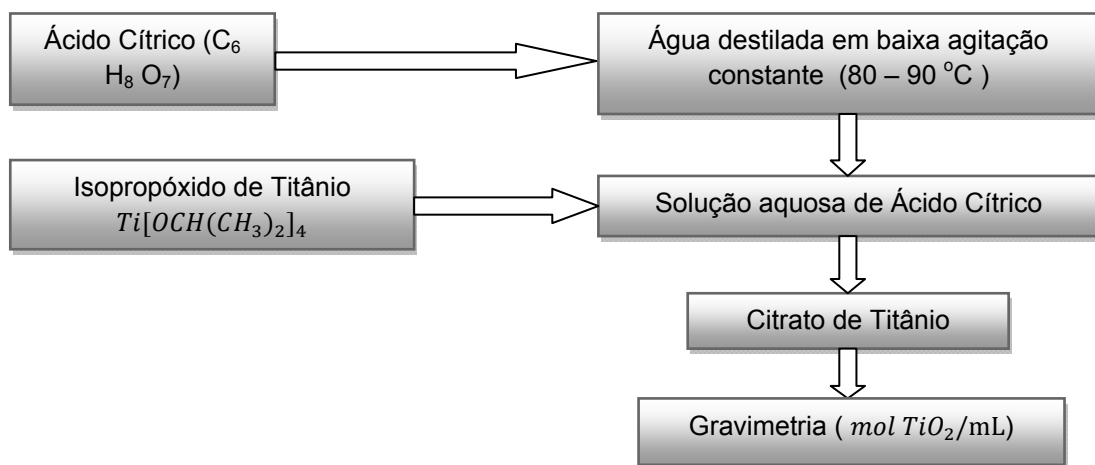 Ácido Cítrico (C₆
H₈ O₇)
Água destilada em baixa agitação
constante (80 – 90 °C )
Isopropóxido de Titânio
Ti[OCH(CH₃)₂]₄
Solução aquosa de Ácido Cítrico
Citrato de Titânio
Gravimetria ( mol TiO₂/mL)